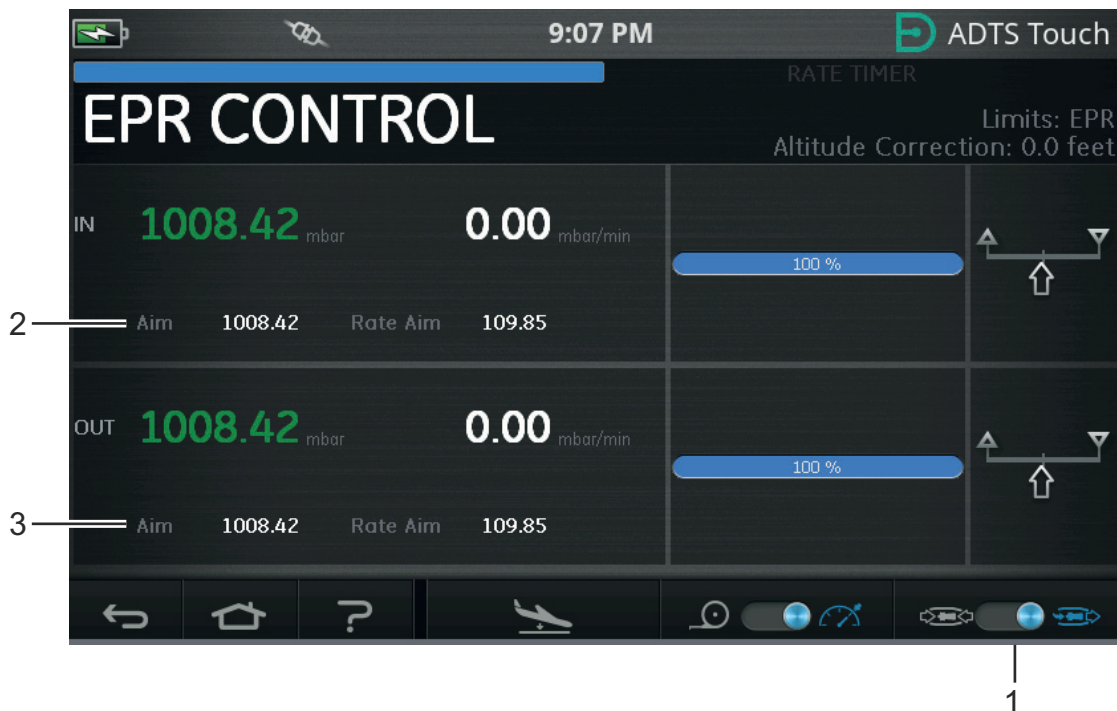 9:07 PM
ADTS Touch
RATE TIMER
EPR CONTROL
Limits: EPR
Altitude Correction: 0.0 feet
IN 1008.42 mbar 0.00 mbar/min
100 %
2 Aim 1008.42 Rate Aim 109.85
OUT 1008.42 mbar 0.00 mbar/min
100 %
3 Aim 1008.42 Rate Aim 109.85
?
1